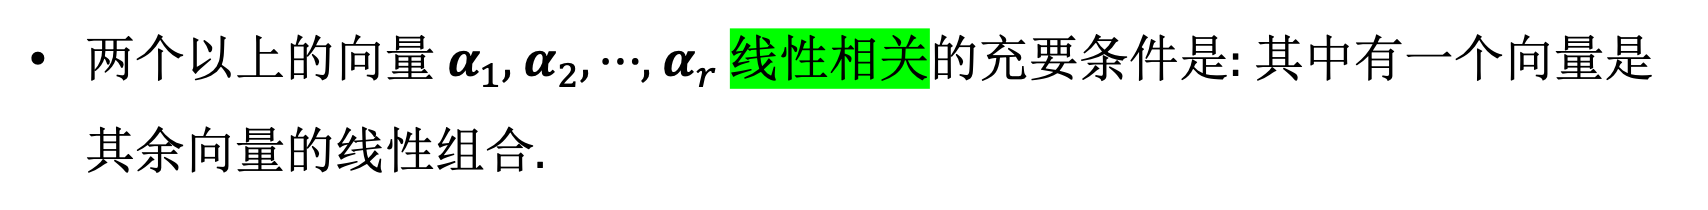 • 两个以上的向量 α₁, α₂, ⋯, αᵣ 线性相关的充要条件是: 其中有一个向量是
其余向量的线性组合.